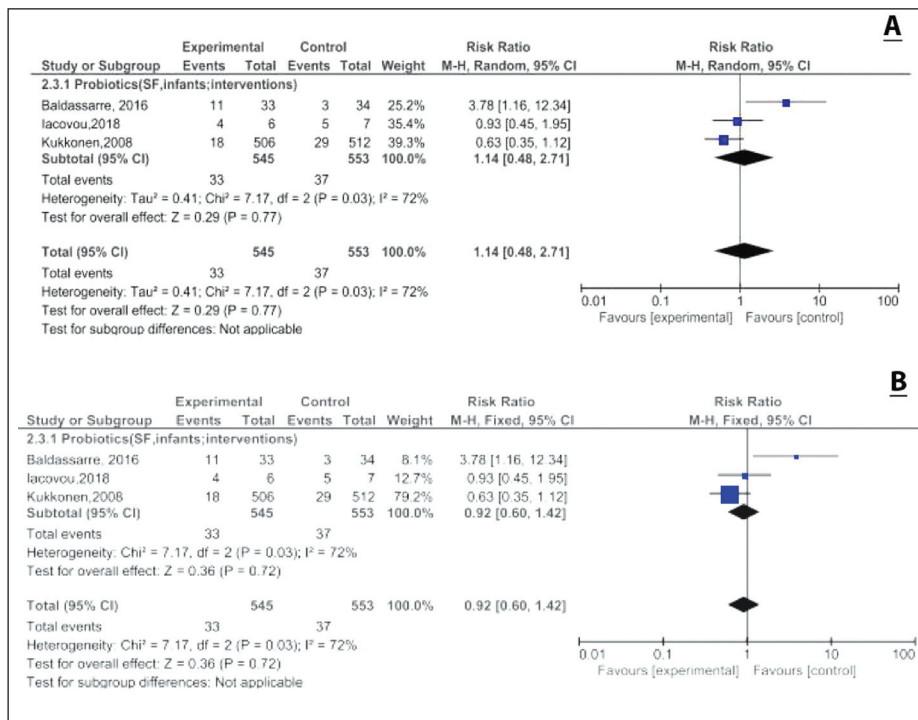 A
Experimental Control Risk Ratio Risk Ratio
Study or Subgroup Events Total Events Total Weight M-H, Random, 95% CI M-H, Random, 95% CI
2.3.1 Probiotics(SF,infants;interventions)
Baldassarre, 2016 11 33 3 34 25.2% 3.78 [1.16, 12.34]
Iacovou,2018 4 6 5 7 35.4% 0.93 [0.45, 1.95]
Kukkonen,2008 18 506 29 512 39.3% 0.63 [0.35, 1.12]
Subtotal (95% CI) 545 553 100.0% 1.14 [0.48, 2.71]
Total events 33 37
Heterogeneity: Tau² = 0.41; Chi² = 7.17, df = 2 (P = 0.03); I² = 72%
Test for overall effect: Z = 0.29 (P = 0.77)
Total (95% CI) 545 553 100.0% 1.14 [0.48, 2.71]
Total events 33 37
Heterogeneity: Tau² = 0.41; Chi² = 7.17, df = 2 (P = 0.03); I² = 72%
Test for overall effect: Z = 0.29 (P = 0.77)
Test for subgroup differences: Not applicable
0.01 0.1 1 10 100
Favours [experimental] Favours [control]
B
Experimental Control Risk Ratio Risk Ratio
Study or Subgroup Events Total Events Total Weight M-H, Fixed, 95% CI M-H, Fixed, 95% CI
2.3.1 Probiotics(SF,infants;interventions)
Baldassarre, 2016 11 33 3 34 8.1% 3.78 [1.16, 12.34]
Iacovou,2018 4 6 5 7 12.7% 0.93 [0.45, 1.95]
Kukkonen,2008 18 506 29 512 79.2% 0.63 [0.35, 1.12]
Subtotal (95% CI) 545 553 100.0% 0.92 [0.60, 1.42]
Total events 33 37
Heterogeneity: Chi² = 7.17, df = 2 (P = 0.03); I² = 72%
Test for overall effect: Z = 0.36 (P = 0.72)
Total (95% CI) 545 553 100.0% 0.92 [0.60, 1.42]
Total events 33 37
Heterogeneity: Chi² = 7.17, df = 2 (P = 0.03); I² = 72%
Test for overall effect: Z = 0.36 (P = 0.72)
Test for subgroup differences: Not applicable
0.01 0.1 1 10 100
Favours [experimental] Favours [control]